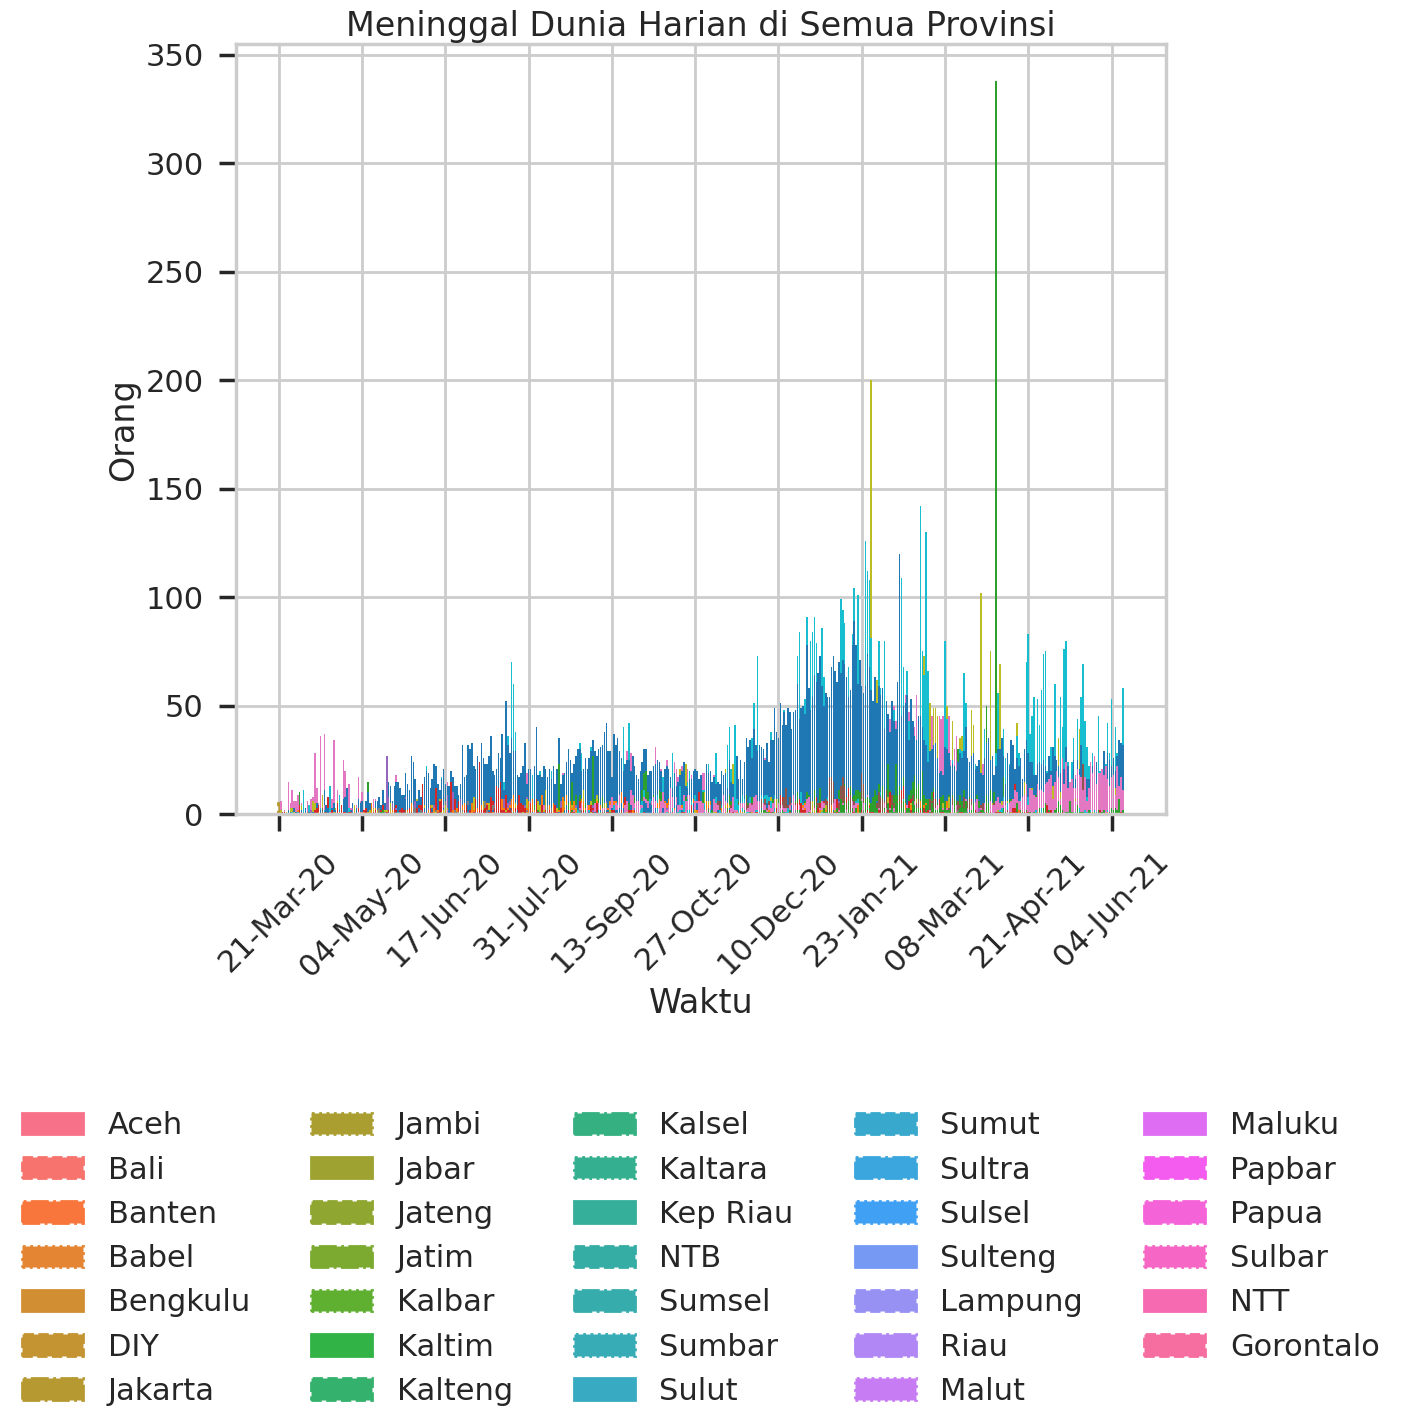 Meninggal Dunia Harian di Semua Provinsi
350
300
250
200
150
100
50
0
Orang
21-Mar-20
04-May-20
17-Jun-20
31-Jul-20
13-Sep-20
27-Oct-20
10-Dec-20
23-Jan-21
08-Mar-21
21-Apr-21
04-Jun-21
Waktu
Aceh
Bali
Banten
Babel
Bengkulu
DIY
Jakarta
Jambi
Jabar
Jateng
Jatim
Kalbar
Kaltim
Kalteng
Kalsel
Kaltara
Kep Riau
NTB
Sumsel
Sumbar
Sulut
Sumut
Sultra
Sulsel
Sulteng
Lampung
Riau
Malut
Maluku
Papbar
Papua
Sulbar
NTT
Gorontalo